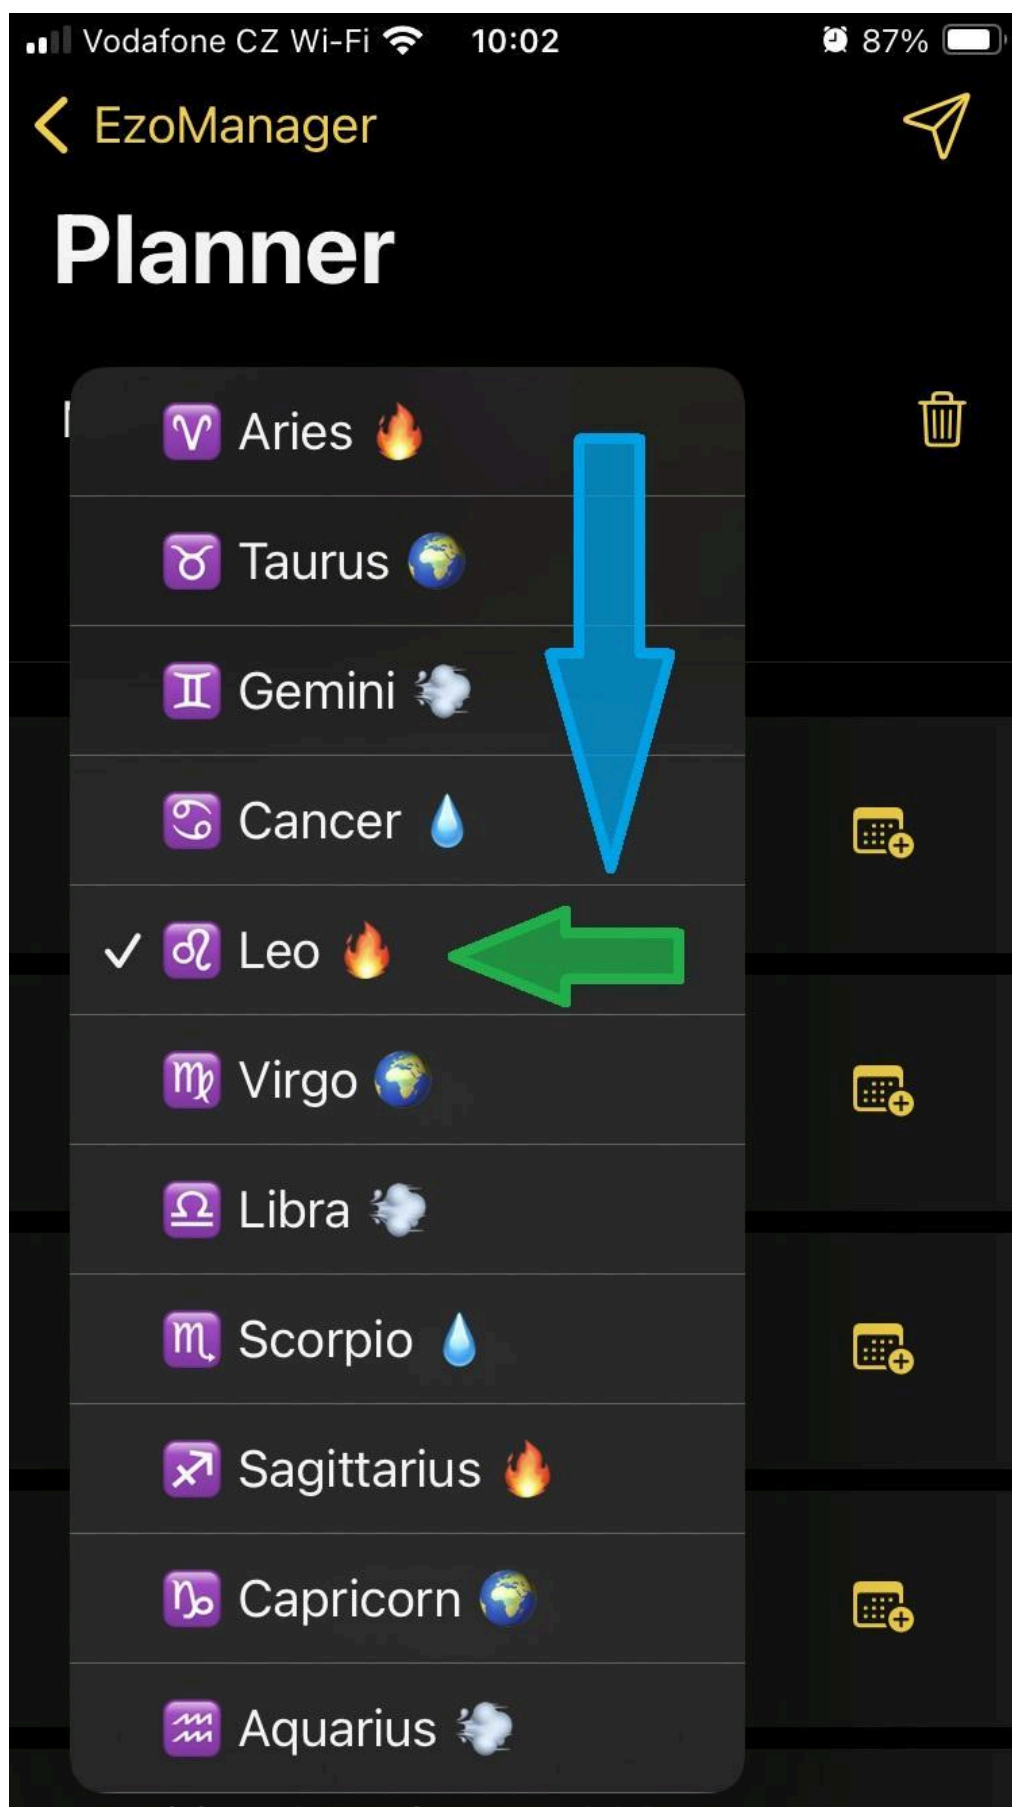 Vodafone CZ Wi-Fi 10:02 87%
EzoManager
Planner
Aries
Taurus
Gemini
Cancer
Leo
Virgo
Libra
Scorpio
Sagittarius
Capricorn
Aquarius